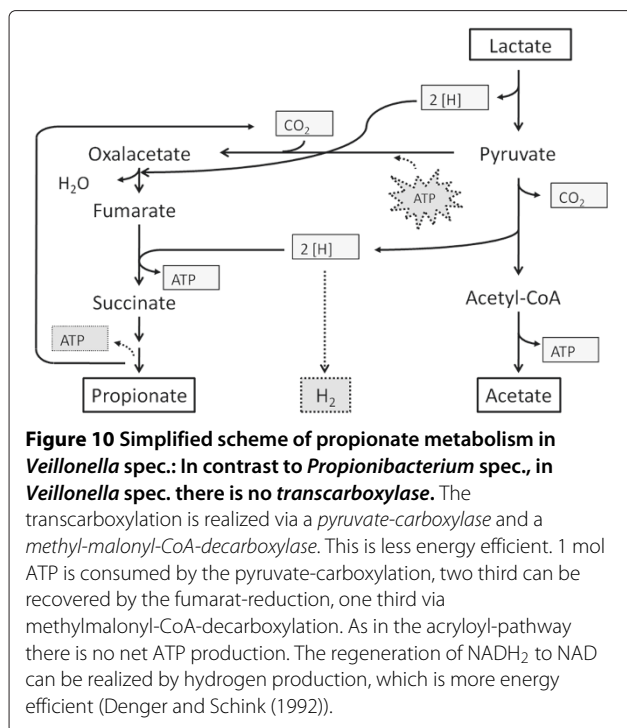 Lactate
2 [H]
CO₂
Oxalacetate
Pyruvate
H₂O
ATP
CO₂
Fumarate
2 [H]
ATP
Succinate
Acetyl-CoA
ATP
ATP
Propionate
H₂
Acetate
Figure 10 Simplified scheme of propionate metabolism in
Veillonella spec.: In contrast to Propionibacterium spec., in
Veillonella spec. there is no transcarboxylase. The
transcarboxylation is realized via a pyruvate-carboxylase and a
methyl-malonyl-CoA-decarboxylase. This is less energy efficient. 1 mol
ATP is consumed by the pyruvate-carboxylation, two third can be
recovered by the fumarat-reduction, one third via
methylmalonyl-CoA-decarboxylation. As in the acryloyl-pathway
there is no net ATP production. The regeneration of NADH₂ to NAD
can be realized by hydrogen production, which is more energy
efficient (Denger and Schink (1992)).